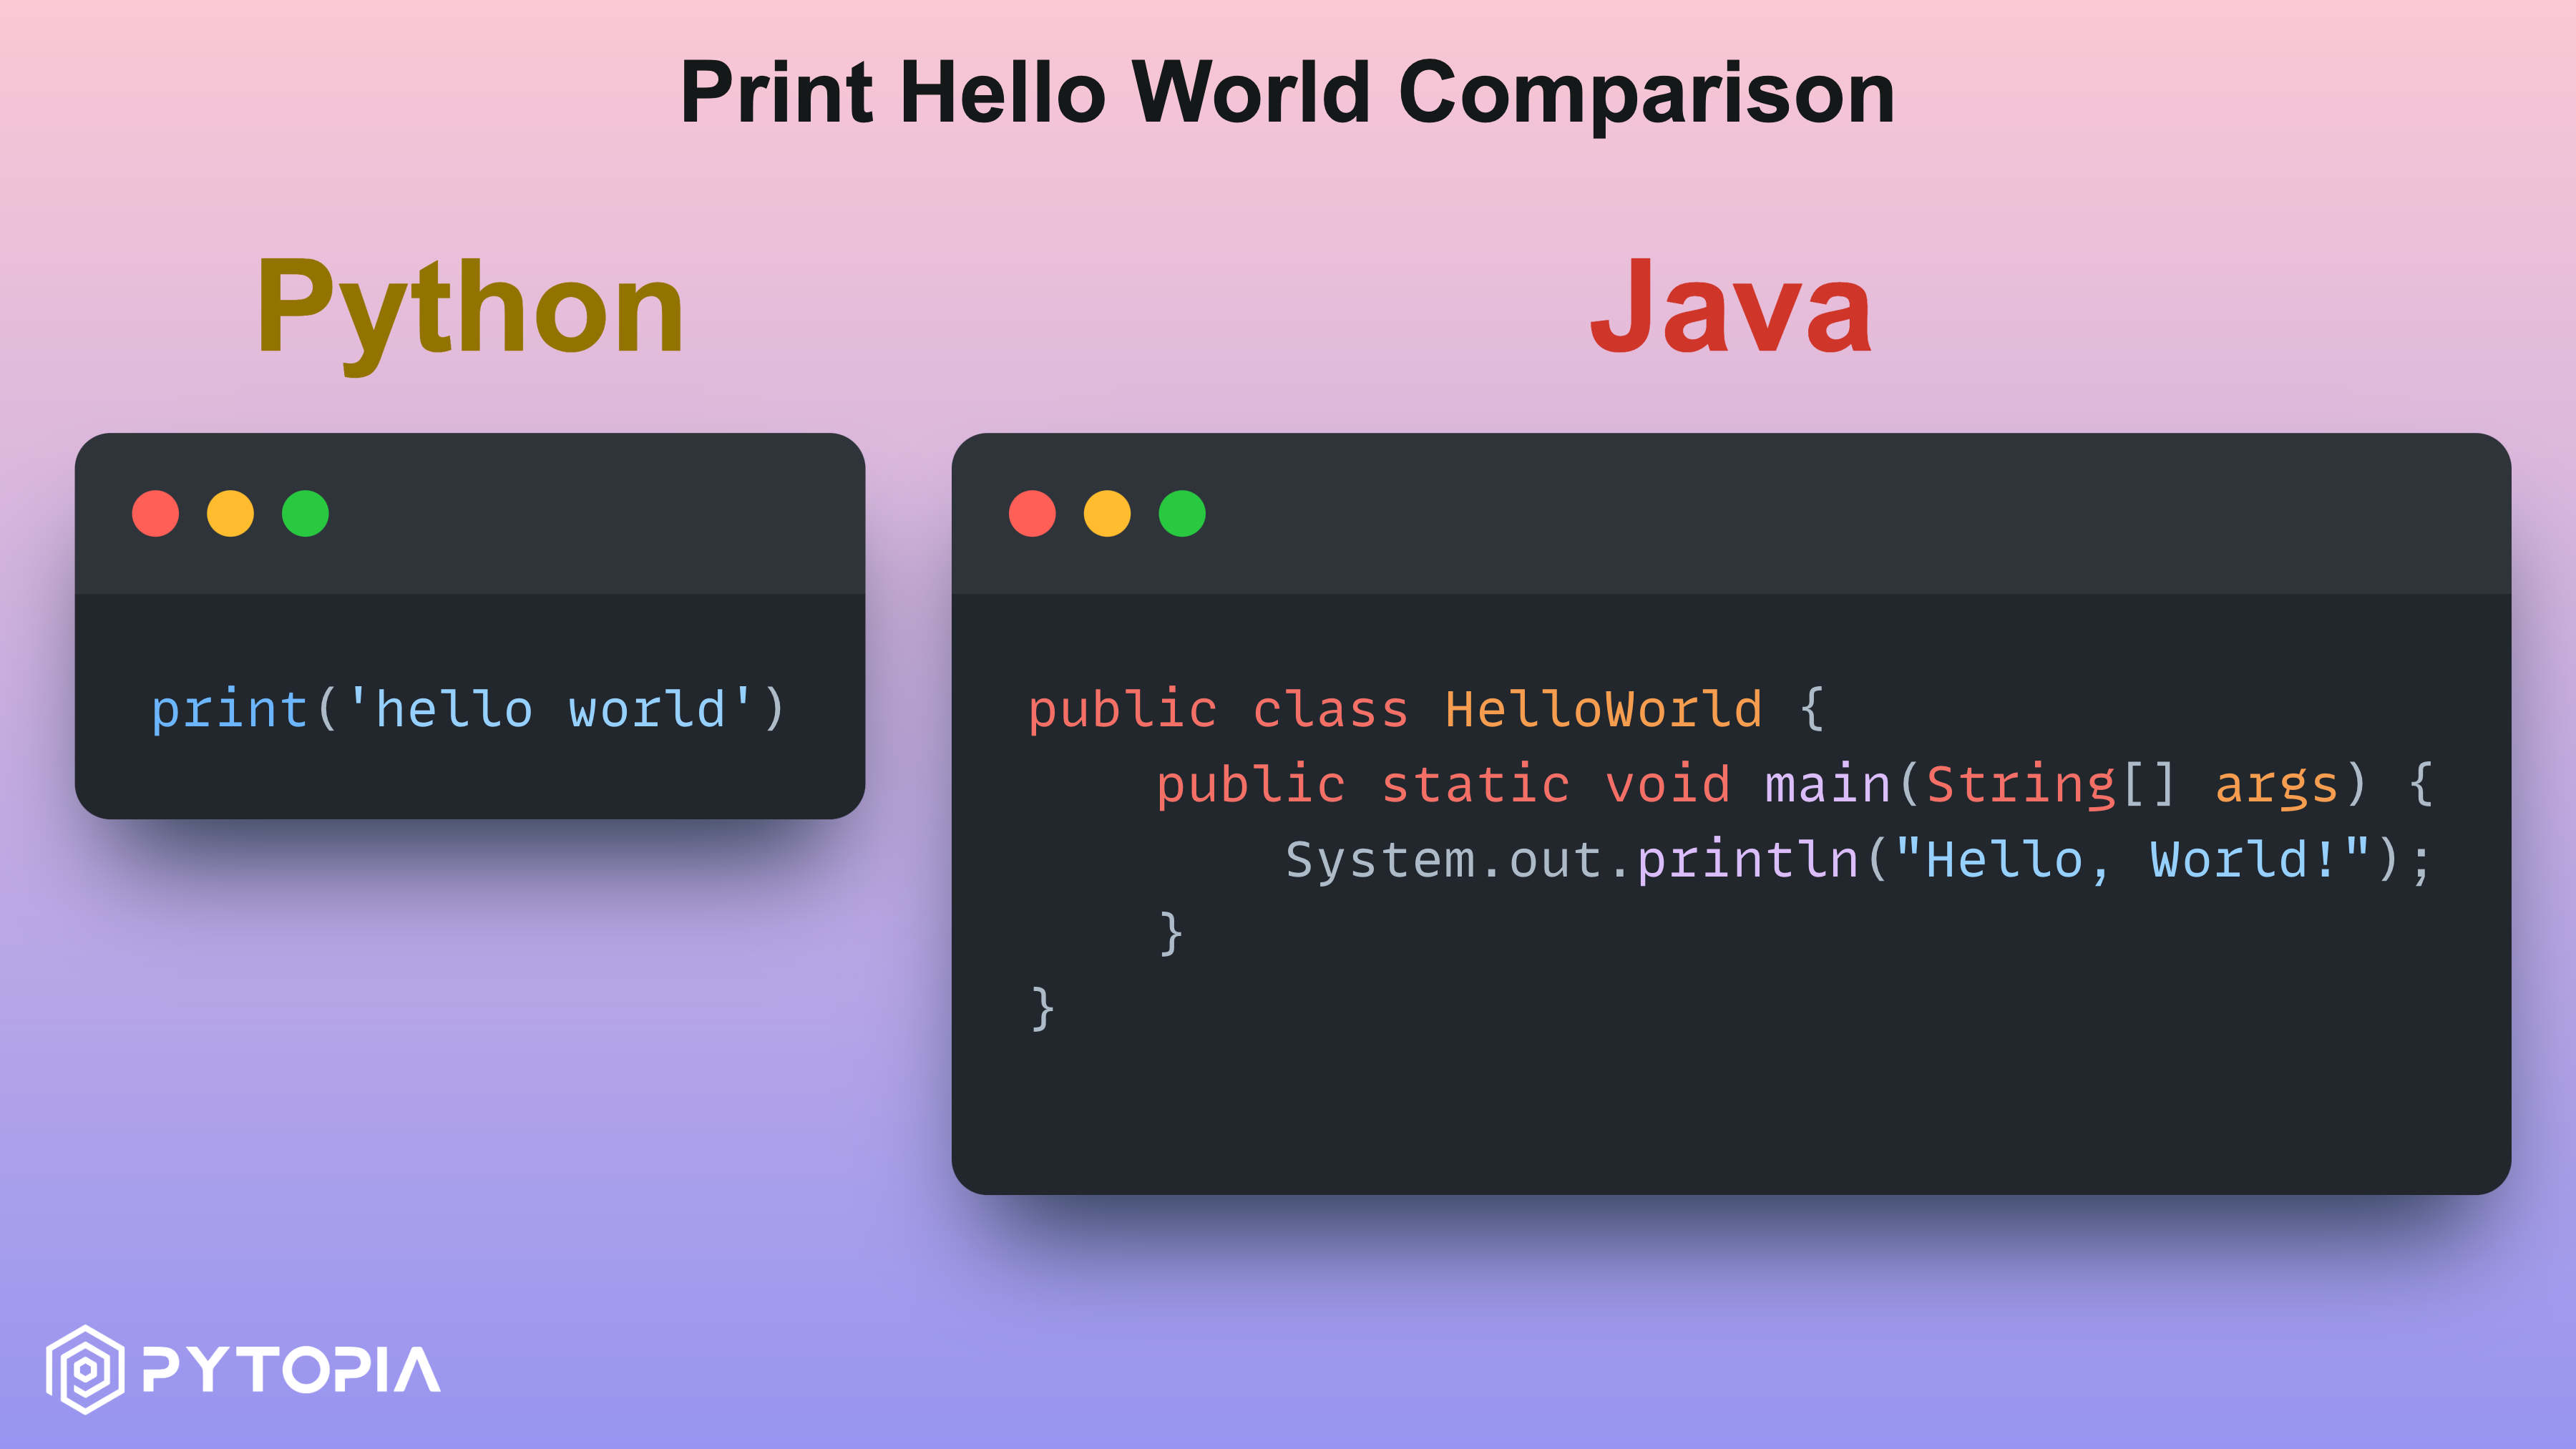 Print Hello World Comparison
Python
print('hello world')
Java
public class HelloWorld {
    public static void main(String[] args) {
        System.out.println("Hello, World!");
    }
}
PYTOPIA